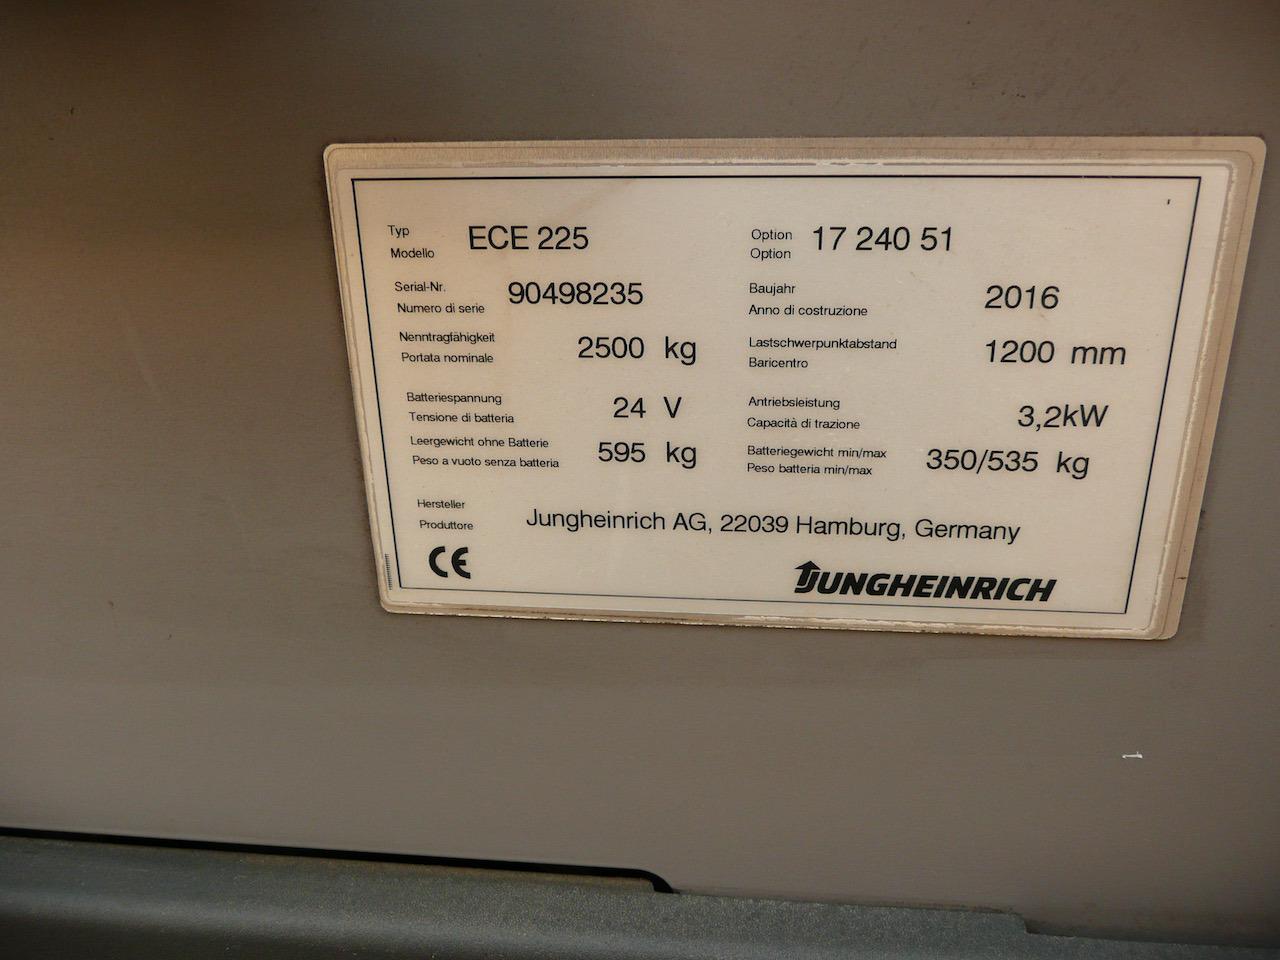 Typ
Modello
ECE 225
Option
Option
17 240 51
Serial-Nr.
Numero di serie
90498235
Baujahr
Anno di costruzione
2016
Nenntragfähigkeit
Portata nominale
2500 kg
Lastschwerpunktabstand
Baricentro
1200 mm
Batteriespannung
Tensione di batteria
24 V
Antriebsleistung
Capacità di trazione
3,2kW
Leergewicht ohne Batterie
Peso a vuoto senza batteria
595 kg
Batteriegewicht min/max
Peso batteria min/max
350/535 kg
Hersteller
Produttore
Jungheinrich AG, 22039 Hamburg, Germany
CE
JUNGHEINRICH